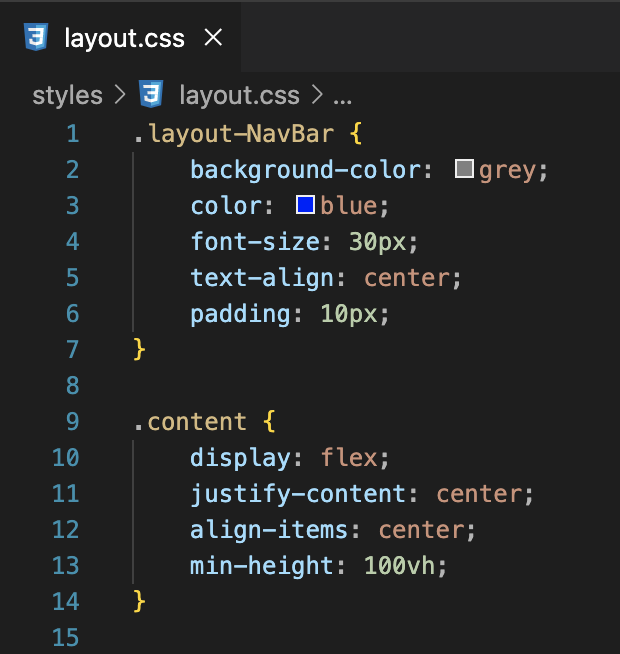 layout.css ×
styles > layout.css > ...
1 .layout-NavBar {
2 background-color: grey;
3 color: blue;
4 font-size: 30px;
5 text-align: center;
6 padding: 10px;
7 }
8
9 .content {
10 display: flex;
11 justify-content: center;
12 align-items: center;
13 min-height: 100vh;
14 }
15